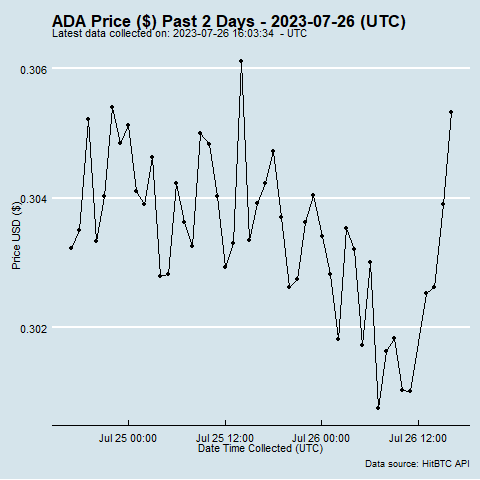 ADA Price ($) Past 2 Days - 2023-07-26 (UTC)
Latest data collected on: 2023-07-26 16:03:34 - UTC
0.306
0.304
0.302
Price USD ($)
Jul 25 00:00 Jul 25 12:00 Jul 26 00:00 Jul 26 12:00
Date Time Collected (UTC)
Data source: HitBTC API